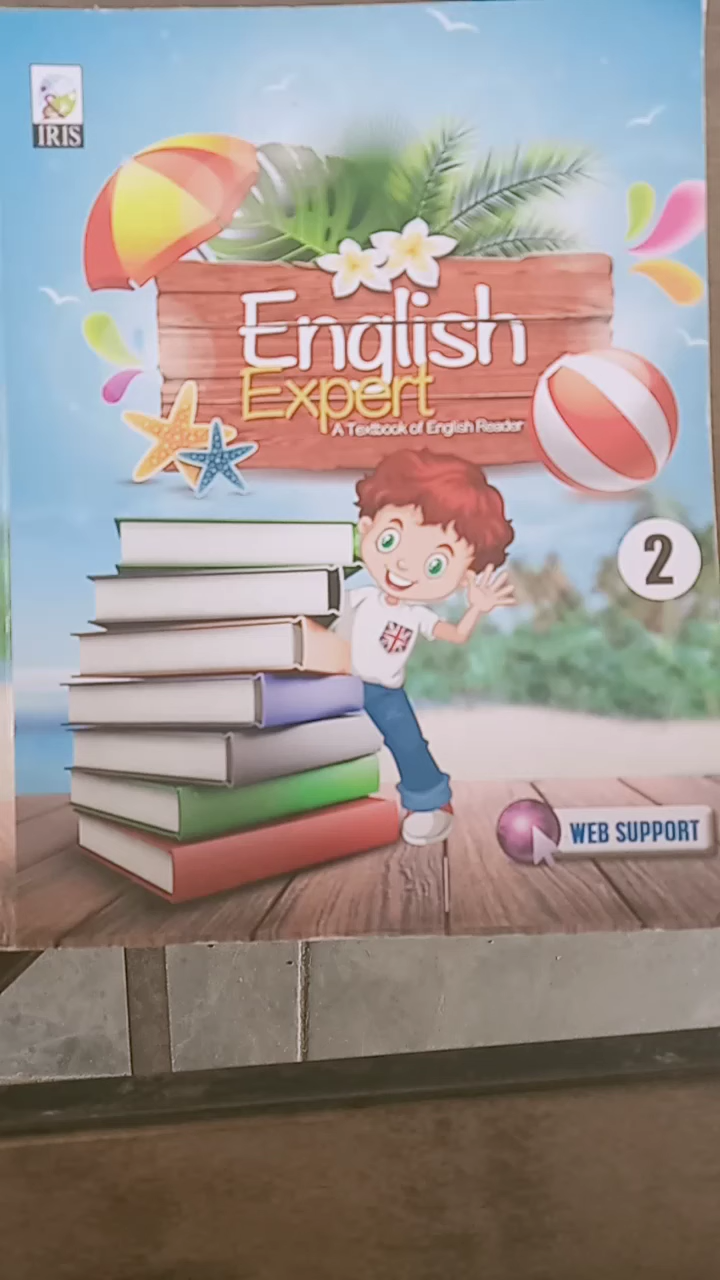 IRIS
English
Expert
A Textbook of English Reader
2
WEB SUPPORT